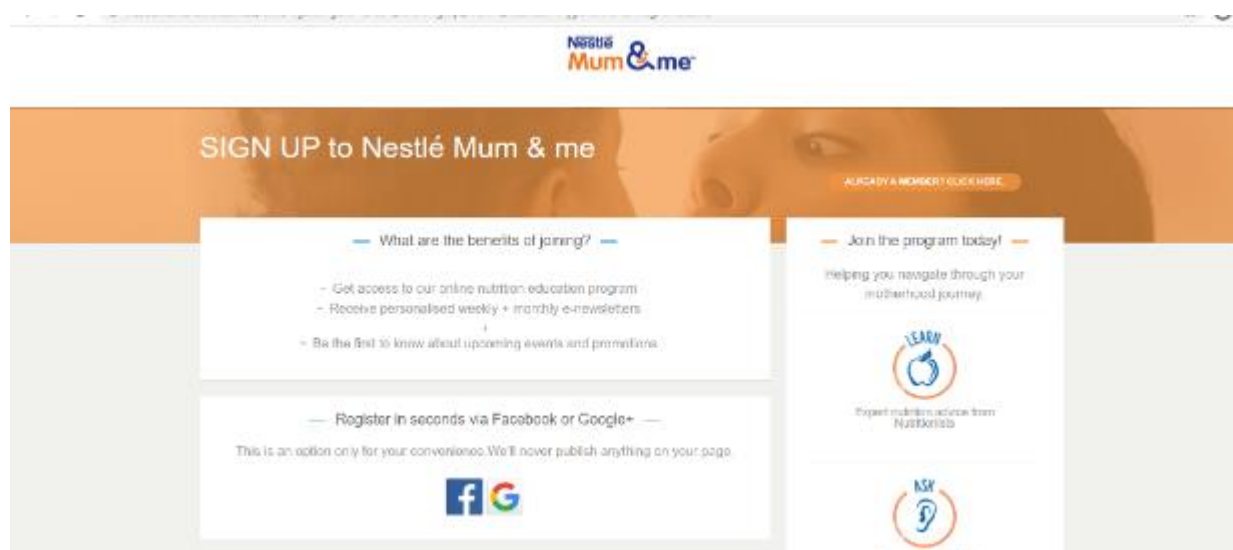 Nestlé
Mum & me
SIGN UP to Nestlé Mum & me
ALREADY A MEMBER? CLICK HERE
What are the benefits of joining?
- Get access to our online nutrition education program
- Receive personalised weekly + monthly e-newsletters
+
- Be the first to know about upcoming events and promotions
Register in seconds via Facebook or Google+
This is an option only for your convenience.We'll never publish anything on your page
Join the program today!
Helping you navigate through your
motherhood journey.
LEARN
Expert nutrition advice from
Nutritionists
ASK